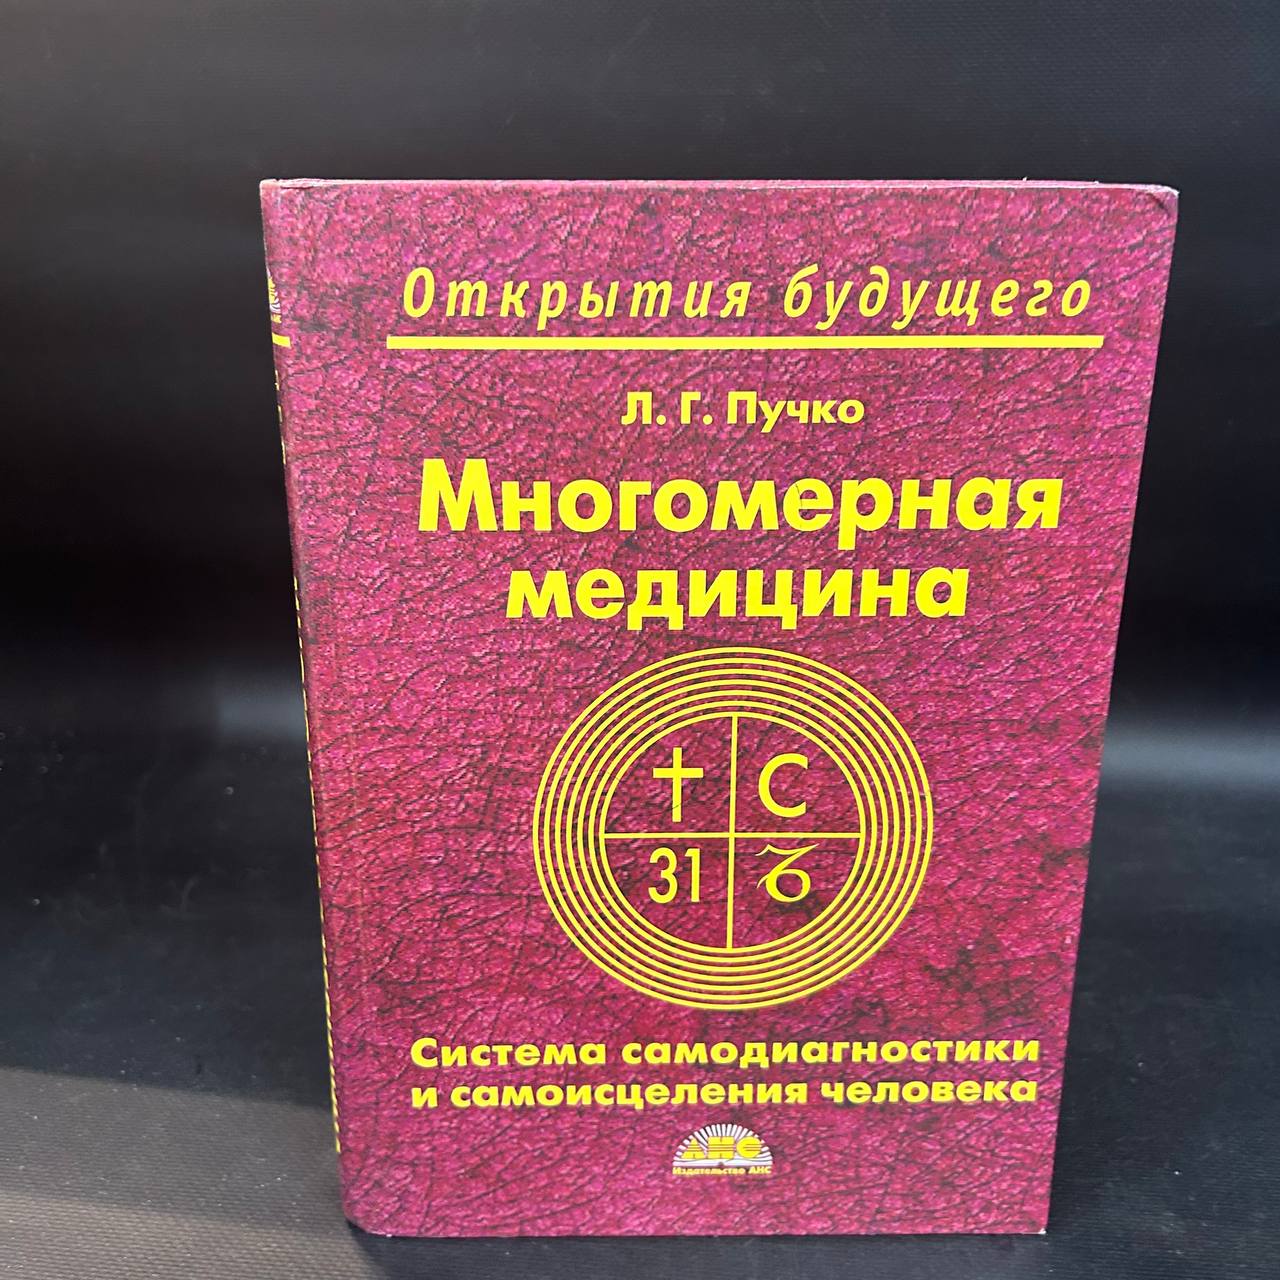 Открытия будущего
Л. Г. Пучко
Многомерная
медицина
С
31
Система самодиагностики
и самоисцеления человека
АНС
Издательство АНС